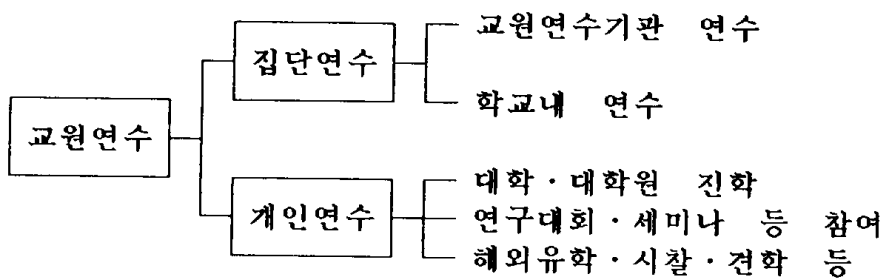 교원연수
집단연수
교원연수기관 연수
학교내 연수
개인연수
대학·대학원 진학
연구대회·세미나 등 참여
해외유학·시찰·견학 등